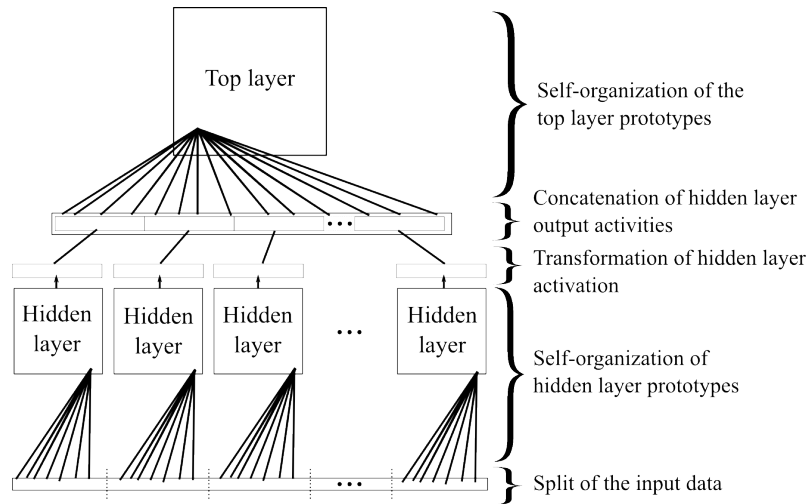 Top layer
Self-organization of the
top layer prototypes
Concatenation of hidden layer
output activities
Transformation of hidden layer
activation
Hidden
layer
Hidden
layer
Hidden
layer
Hidden
layer
Self-organization of
hidden layer prototypes
Split of the input data